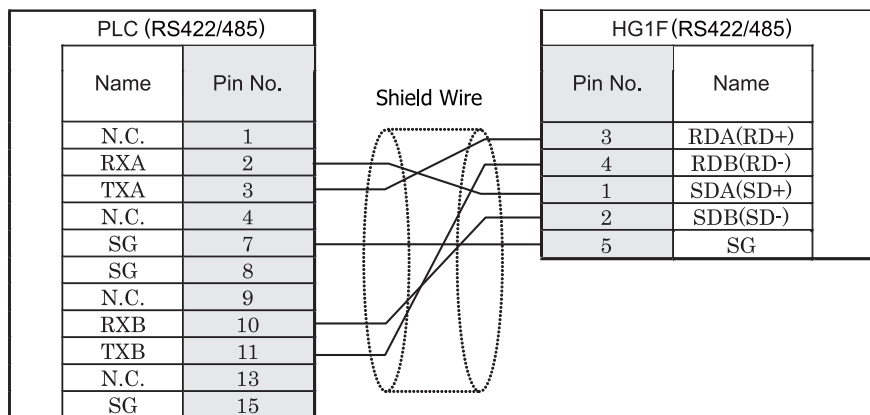 PLC (RS422/485)
Name Pin No.
N.C. 1
RXA 2
TXA 3
N.C. 4
SG 7
SG 8
N.C. 9
RXB 10
TXB 11
N.C. 13
SG 15
Shield Wire
HG1F(RS422/485)
Pin No. Name
3 RDA(RD+)
4 RDB(RD-)
1 SDA(SD+)
2 SDB(SD-)
5 SG